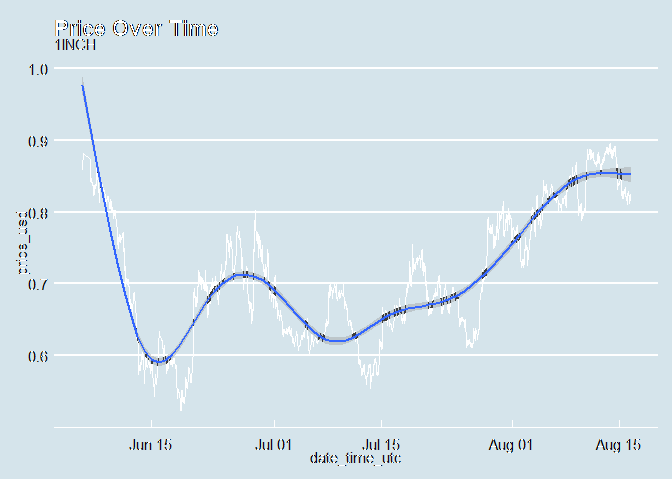 Price Over Time
1INCH
1.0
0.9
0.8
0.7
0.6
price_usd
Jun 15
Jul 01
Jul 15
Aug 01
Aug 15
date_time_utc